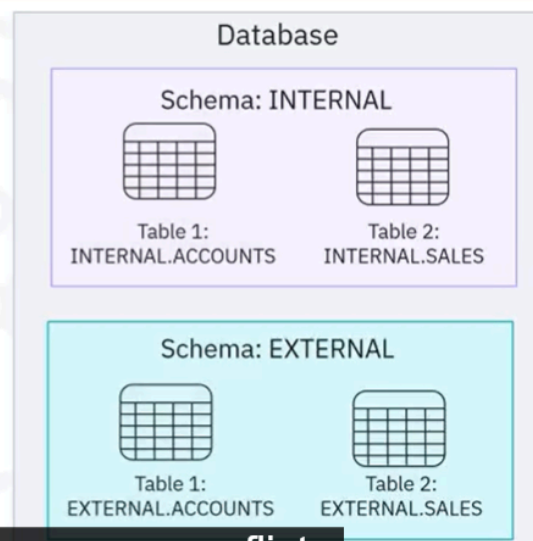 Database
Schema: INTERNAL
Table 1:
INTERNAL.ACCOUNTS
Table 2:
INTERNAL.SALES
Schema: EXTERNAL
Table 1:
EXTERNAL.ACCOUNTS
Table 2:
EXTERNAL.SALES